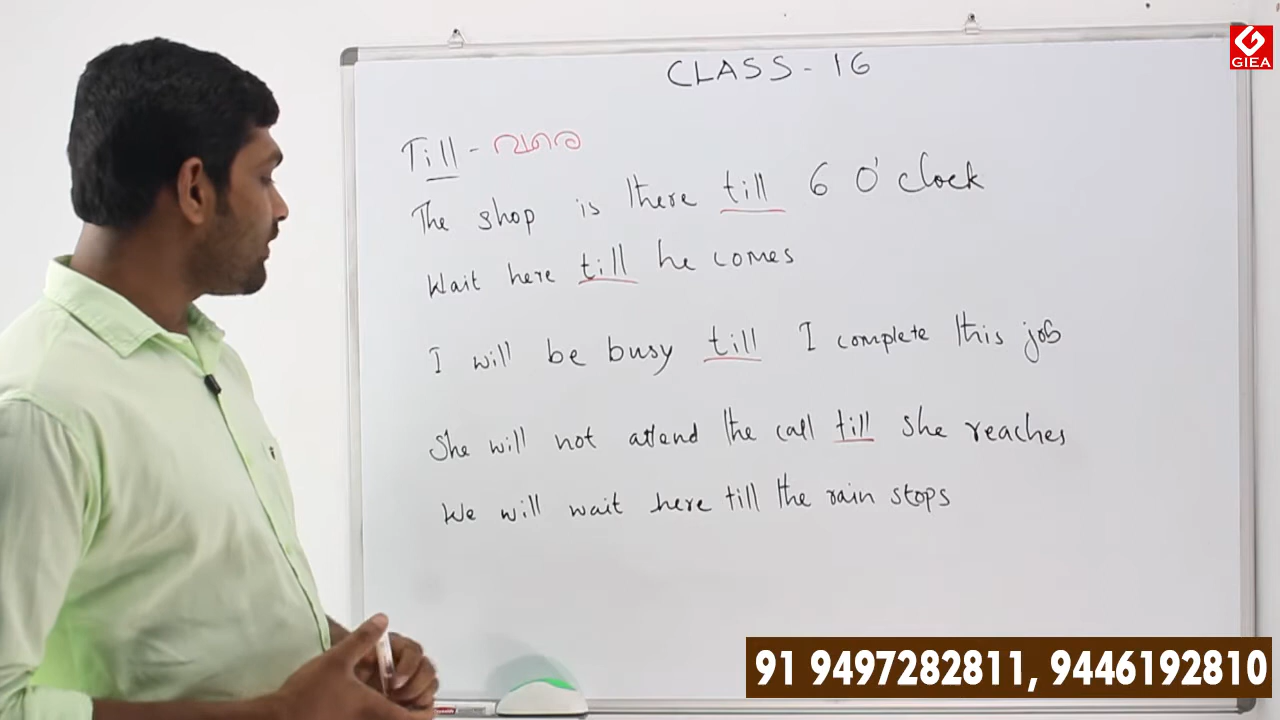 GIEA
CLASS - 16
Till - വരെ
The shop is there till 6 O'clock
Wait here till he comes
I will be busy till I complete this job
She will not attend the call till she reaches
We will wait here till the rain stops
91 9497282811, 9446192810